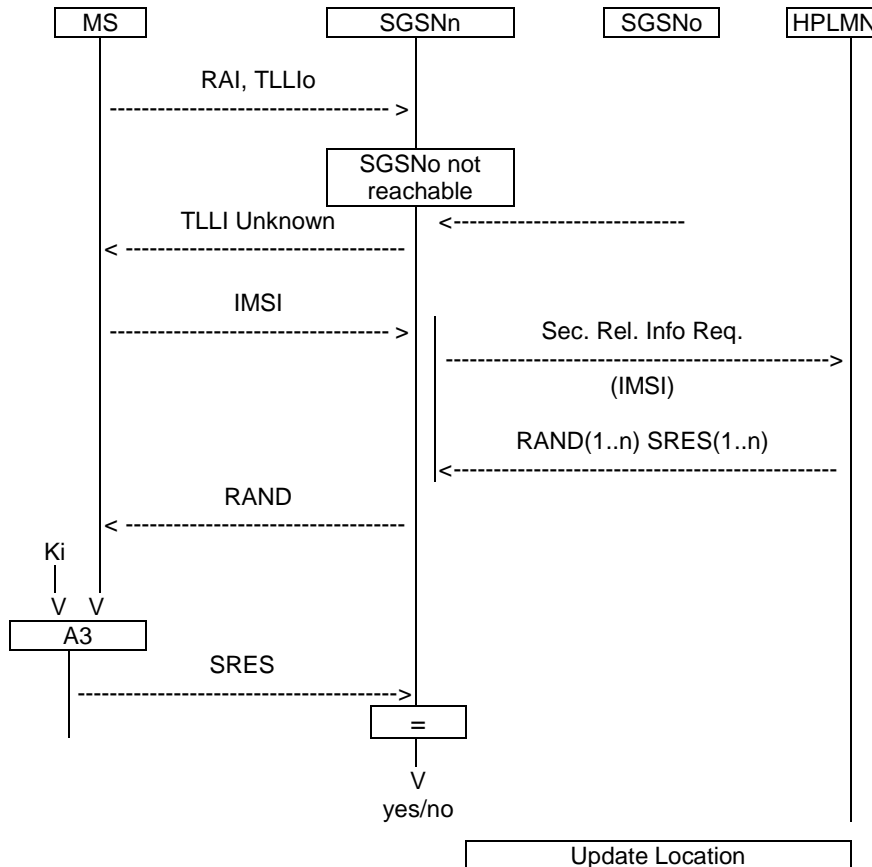 MS SGSNn SGSNo HPLMN
RAI, TLLIo
SGSNo not
reachable
TLLI Unknown
IMSI
Sec. Rel. Info Req.
(IMSI)
RAND(1..n) SRES(1..n)
RAND
Ki
V V
A3
SRES
=
V
yes/no
Update Location